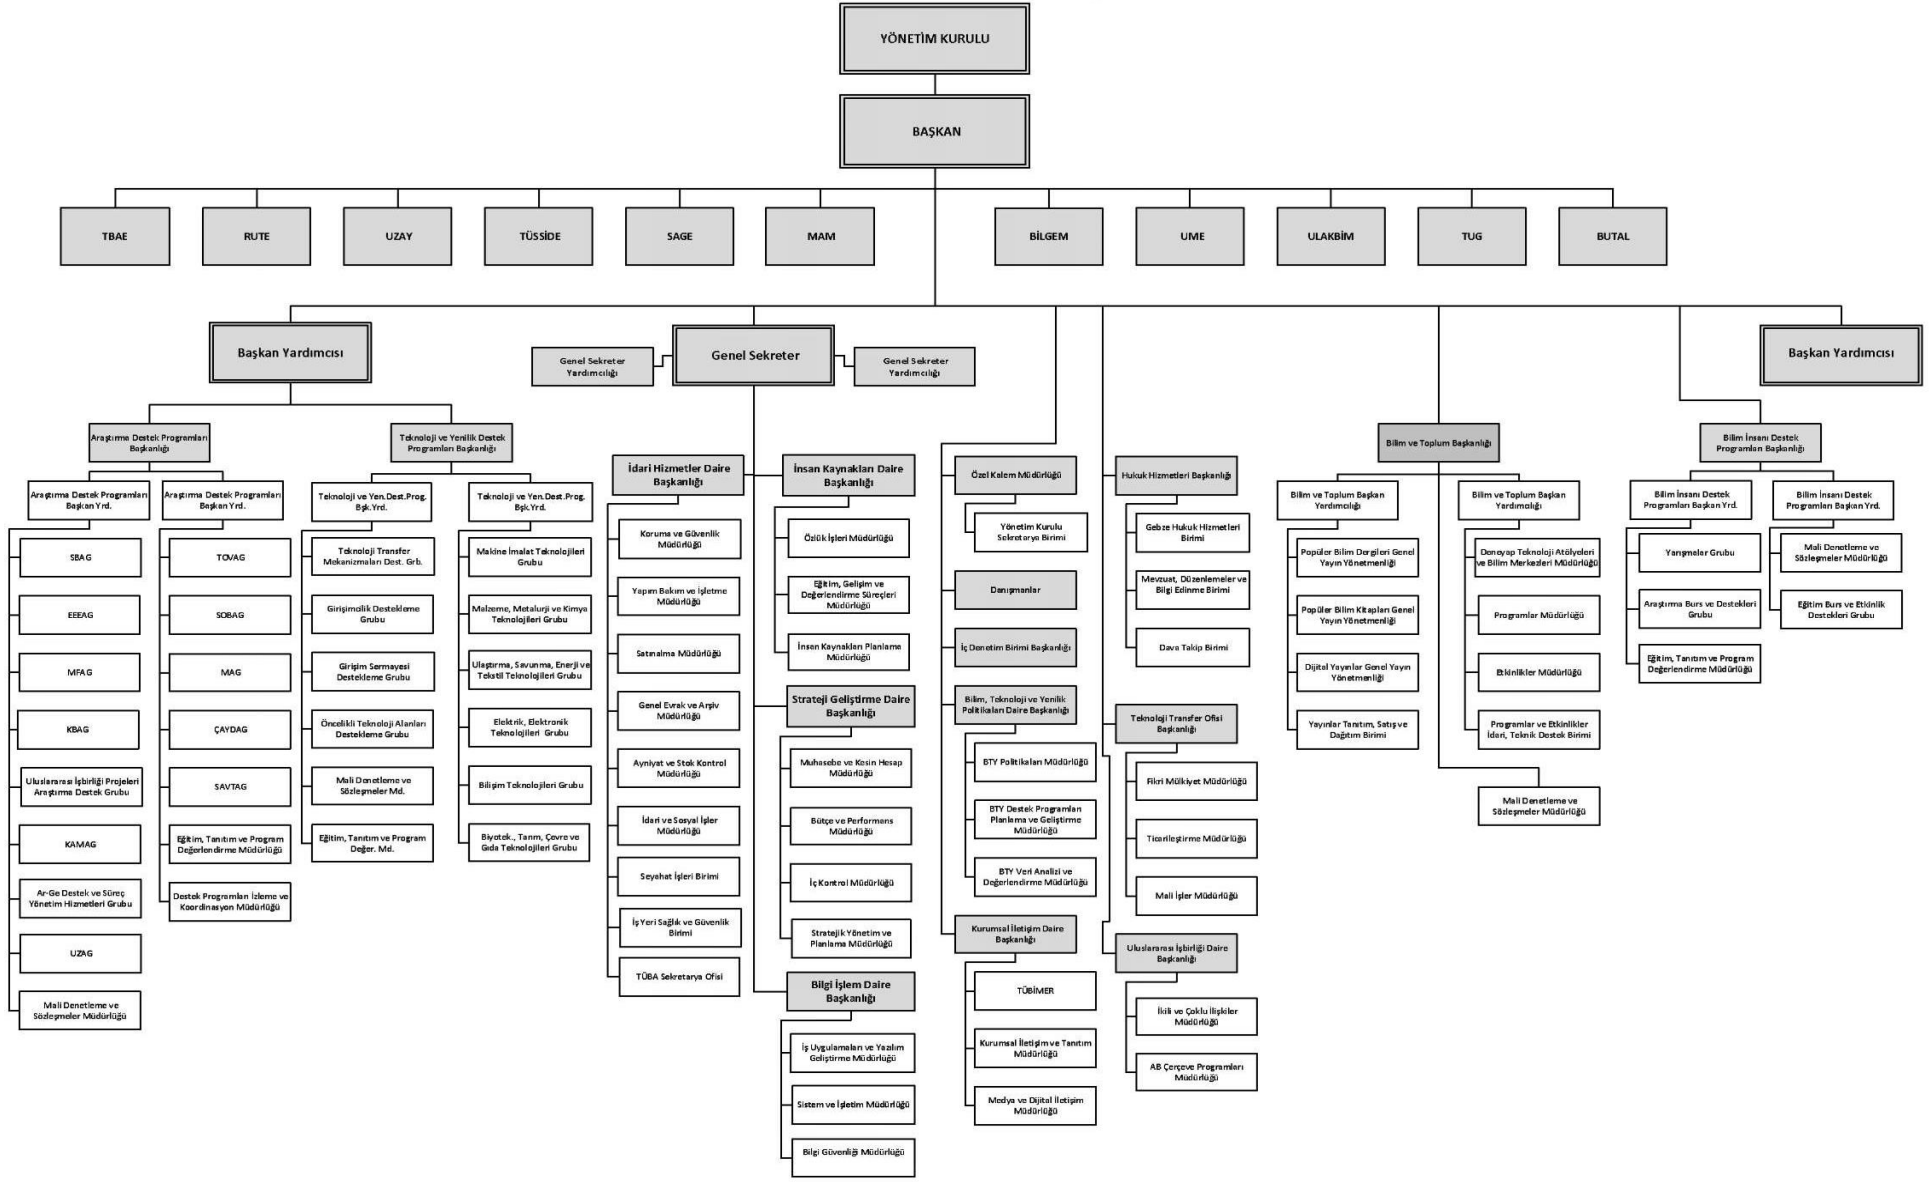 YÖNETİM KURULU
BAŞKAN
TBAE
RUTE
UZAY
TÜSSİDE
SAGE
MAM
BİLGEM
UME
ULAKBİM
TUG
BUTAL
Başkan Yardımcısı
Genel Sekreter
Yardımcılığı
Genel Sekreter
Genel Sekreter
Yardımcılığı
Başkan Yardımcısı
Araştırma Destek Programları
Başkanlığı
Araştırma Destek Programları
Başkan Yrd.
SBAG
EEEAG
MFAG
KBAG
Uluslararası İşbirliği Projeleri
Araştırma Destek Grubu
KAMAG
Ar-Ge Destek ve Süreç
Yönetim Hizmetleri Grubu
UZAG
Mali Denetleme ve
Sözleşmeler Müdürlüğü
Araştırma Destek Programları
Başkan Yrd.
TOVAG
SOBAG
MAG
ÇAYDAG
SAVTAG
Eğitim, Tanıtım ve Program
Değerlendirme Müdürlüğü
Destek Programları İzleme ve
Koordinasyon Müdürlüğü
Teknoloji ve Yenilik Destek
Programları Başkanlığı
Teknoloji ve Yen.Dest.Prog.
Bşk.Yrd.
Teknoloji Transfer
Mekanizmaları Dest. Grb.
Girişimcilik Destekleme
Grubu
Girişim Sermayesi
Destekleme Grubu
Öncelikli Teknoloji Alanları
Destekleme Grubu
Mali Denetleme ve
Sözleşmeler Md.
Eğitim, Tanıtım ve Program
Değer. Md.
Teknoloji ve Yen.Dest.Prog.
Bşk.Yrd.
Makine İmalat Teknolojileri
Grubu
Malzeme, Metalurji ve Kimya
Teknolojileri Grubu
Ulaştırma, Savunma, Enerji ve
Tekstil Teknolojileri Grubu
Elektrik, Elektronik
Teknolojileri Grubu
Bilişim Teknolojileri Grubu
Biyotek., Tarım, Çevre ve
Gıda Teknolojileri Grubu
İdari Hizmetler Daire
Başkanlığı
Koruma ve Güvenlik
Müdürlüğü
Yapım Bakım ve İşletme
Müdürlüğü
Satınalma Müdürlüğü
Genel Evrak ve Arşiv
Müdürlüğü
Ayniyat ve Stok Kontrol
Müdürlüğü
İdari ve Sosyal İşler
Müdürlüğü
Seyahat İşleri Birimi
İş Yeri Sağlık ve Güvenlik
Birimi
TÜBA Sekretarya Ofisi
İnsan Kaynakları Daire
Başkanlığı
Özlük İşleri Müdürlüğü
Eğitim, Gelişim ve
Değerlendirme Süreçleri
Müdürlüğü
İnsan Kaynakları Planlama
Müdürlüğü
Strateji Geliştirme Daire
Başkanlığı
Muhasebe ve Kesin Hesap
Müdürlüğü
Bütçe ve Performans
Müdürlüğü
İç Kontrol Müdürlüğü
Stratejik Yönetim ve
Planlama Müdürlüğü
Bilgi İşlem Daire
Başkanlığı
İş Uygulamaları ve Yazılım
Geliştirme Müdürlüğü
Sistem ve İşletim Müdürlüğü
Bilgi Güvenliği Müdürlüğü
Özel Kalem Müdürlüğü
Yönetim Kurulu
Sekretarya Birimi
Danışmanlar
İç Denetim Birimi Başkanlığı
Bilim, Teknoloji ve Yenilik
Politikaları Daire Başkanlığı
BTY Politikaları Müdürlüğü
BTY Destek Programları
Planlama ve Geliştirme
Müdürlüğü
BTY Veri Analizi ve
Değerlendirme Müdürlüğü
Kurumsal İletişim Daire
Başkanlığı
TÜBİMER
Kurumsal İletişim ve Tanıtım
Müdürlüğü
Medya ve Dijital İletişim
Müdürlüğü
Hukuk Hizmetleri Başkanlığı
Gebze Hukuk Hizmetleri
Birimi
Mevzuat, Düzenlemeler ve
Bilgi Edinme Birimi
Dava Takip Birimi
Teknoloji Transfer Ofisi
Başkanlığı
Fikri Mülkiyet Müdürlüğü
Ticarileştirme Müdürlüğü
Mali İşler Müdürlüğü
Uluslararası İşbirliği Daire
Başkanlığı
İkili ve Çoklu İlişkiler
Müdürlüğü
AB Çerçeve Programları
Müdürlüğü
Bilim ve Toplum Başkanlığı
Bilim ve Toplum Başkan
Yardımcılığı
Popüler Bilim Dergileri Genel
Yayın Yönetmenliği
Popüler Bilim Kitapları Genel
Yayın Yönetmenliği
Dijital Yayınlar Genel Yayın
Yönetmenliği
Yayınlar Tanıtım, Satış ve
Dağıtım Birimi
Bilim ve Toplum Başkan
Yardımcılığı
Deneyap Teknoloji Atölyeleri
ve Bilim Merkezleri Müdürlüğü
Programlar Müdürlüğü
Etkinlikler Müdürlüğü
Programlar ve Etkinlikler
İdari, Teknik Destek Birimi
Mali Denetleme ve
Sözleşmeler Müdürlüğü
Bilim İnsanı Destek
Programları Başkanlığı
Bilim İnsanı Destek
Programları Başkan Yrd.
Yarışmalar Grubu
Araştırma Burs ve Destekleri
Grubu
Eğitim, Tanıtım ve Program
Değerlendirme Müdürlüğü
Bilim İnsanı Destek
Programları Başkan Yrd.
Mali Denetleme ve
Sözleşmeler Müdürlüğü
Eğitim Burs ve Etkinlik
Destekleri Grubu